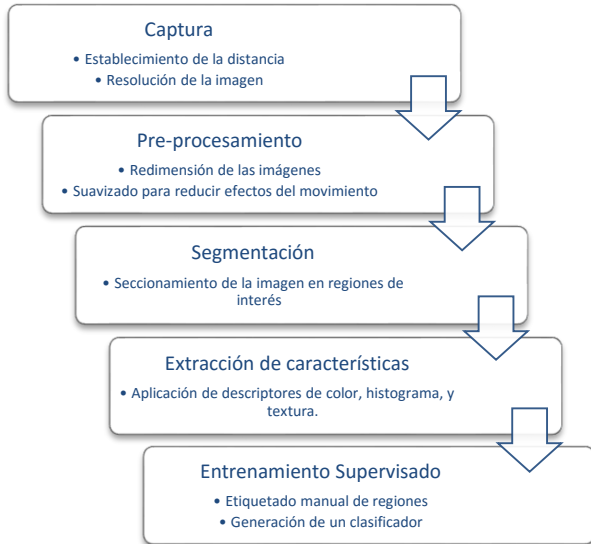 Captura
• Establecimiento de la distancia
• Resolución de la imagen
Pre-procesamiento
• Redimensión de las imágenes
• Suavizado para reducir efectos del movimiento
Segmentación
• Seccionamiento de la imagen en regiones de
interés
Extracción de características
• Aplicación de descriptores de color, histograma, y
textura.
Entrenamiento Supervisado
• Etiquetado manual de regiones
• Generación de un clasificador